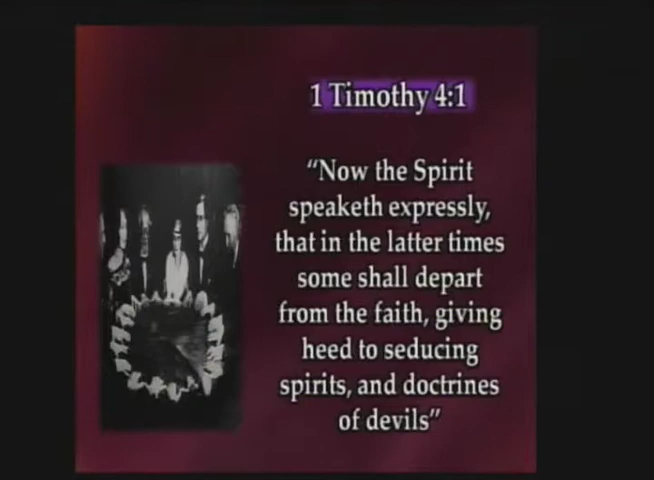 1 Timothy 4:1
“Now the Spirit
speaketh expressly,
that in the latter times
some shall depart
from the faith, giving
heed to seducing
spirits, and doctrines
of devils”